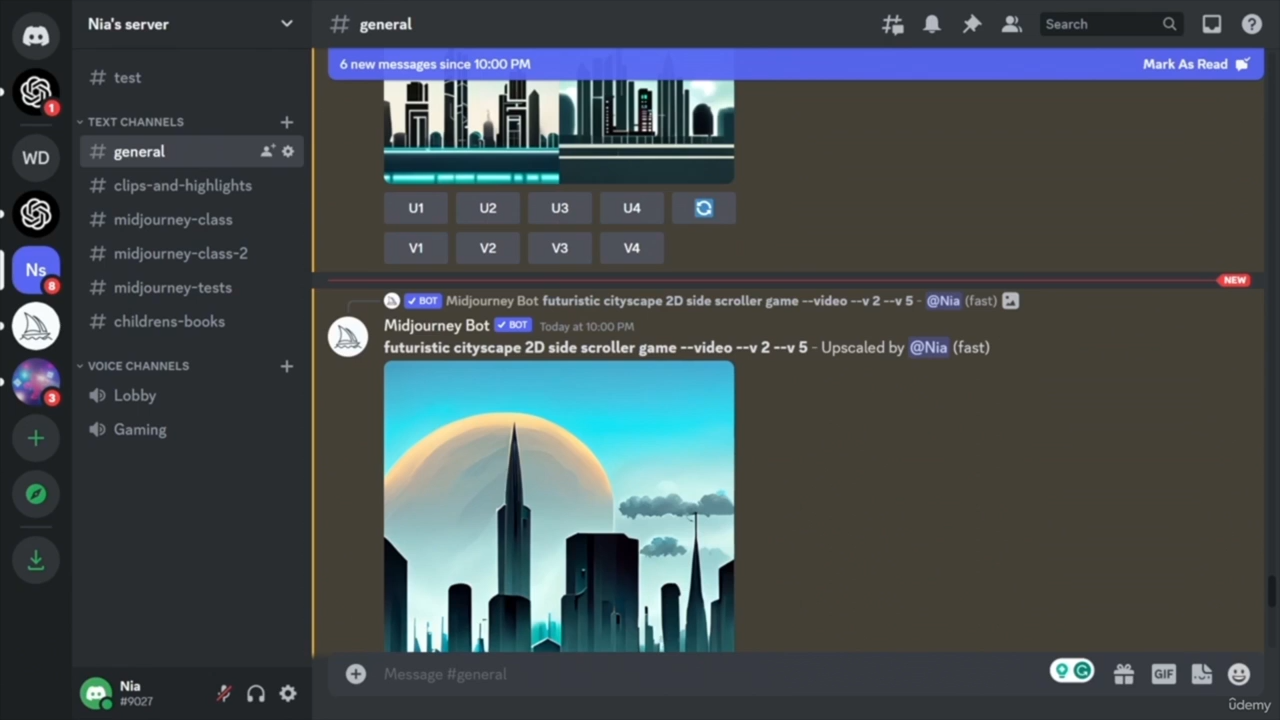 Nia's server
general
Search
test
TEXT CHANNELS
general
clips-and-highlights
midjourney-class
midjourney-class-2
midjourney-tests
childrens-books
VOICE CHANNELS
Lobby
Gaming
1
WD
Ns
8
3
Nia
#9027
6 new messages since 10:00 PM
Mark As Read
U1 U2 U3 U4
V1 V2 V3 V4
NEW
BOT Midjourney Bot futuristic cityscape 2D side scroller game --video --v 2 --v 5 - @Nia (fast)
Midjourney Bot BOT Today at 10:00 PM
futuristic cityscape 2D side scroller game --video --v 2 --v 5 - Upscaled by @Nia (fast)
Message #general
GIF
ûdemy